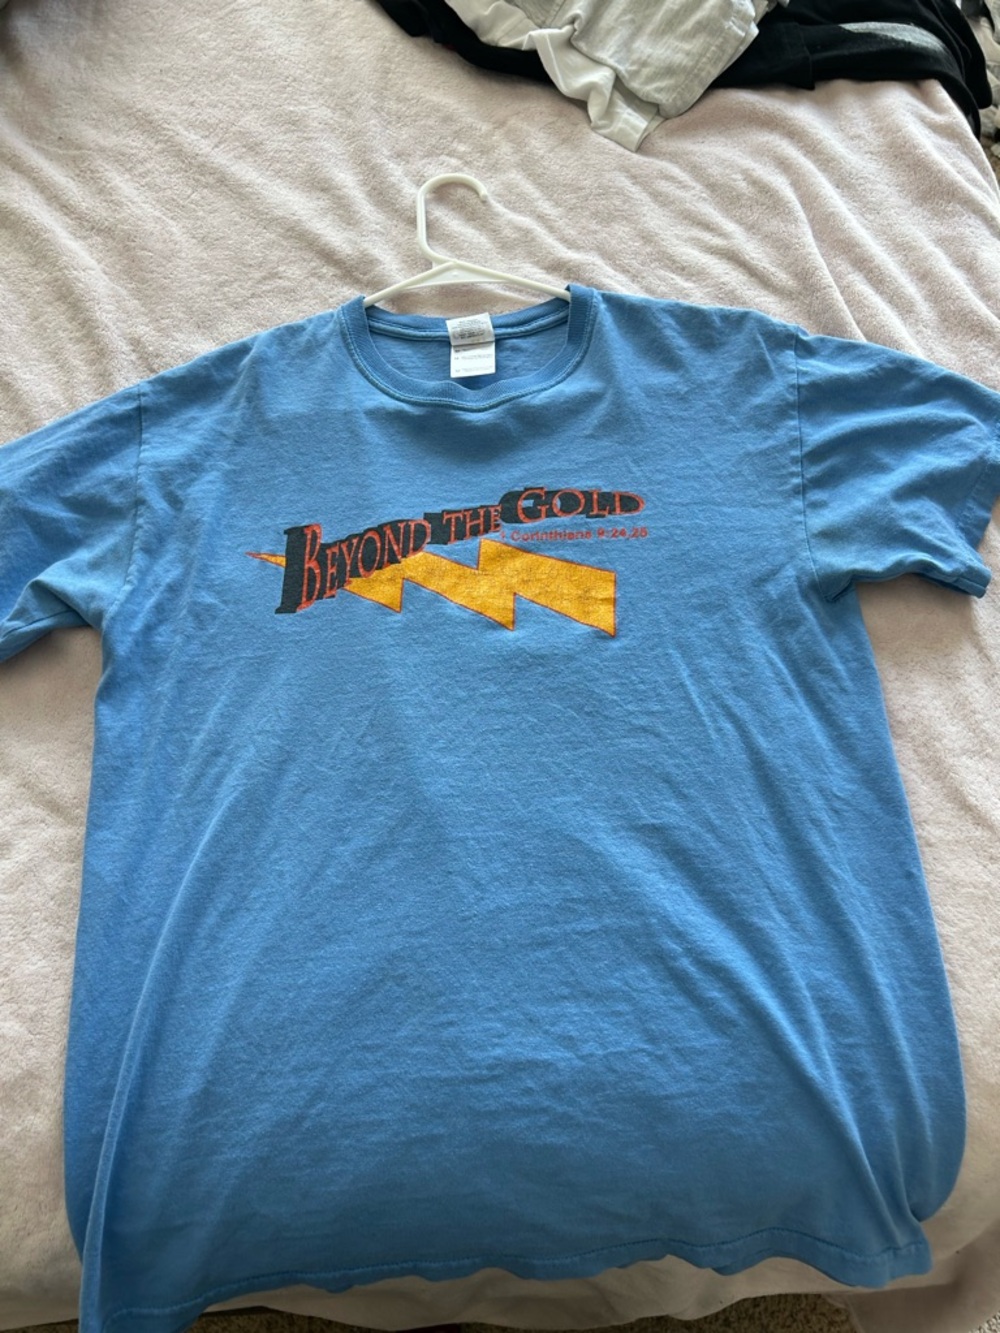 BEYOND THE GOLD
1 Corinthians 9:24,25